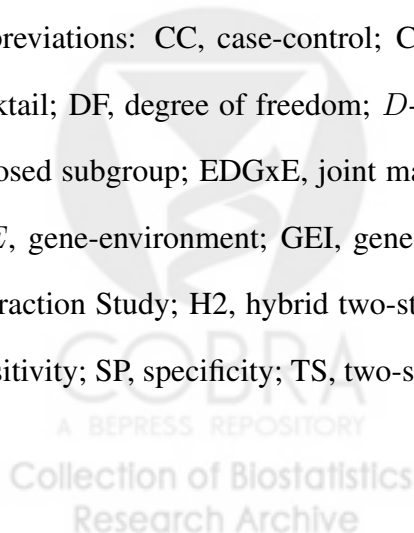 breviations: CC, case-control; C
ktail; DF, degree of freedom; D-
osed subgroup; EDGxE, joint ma
E, gene-environment; GEI, gene
raction Study; H2, hybrid two-st
sitivity; SP, specificity; TS, two-s
COBRA
A BEPRESS REPOSITORY
Collection of Biostatistics
Research Archive